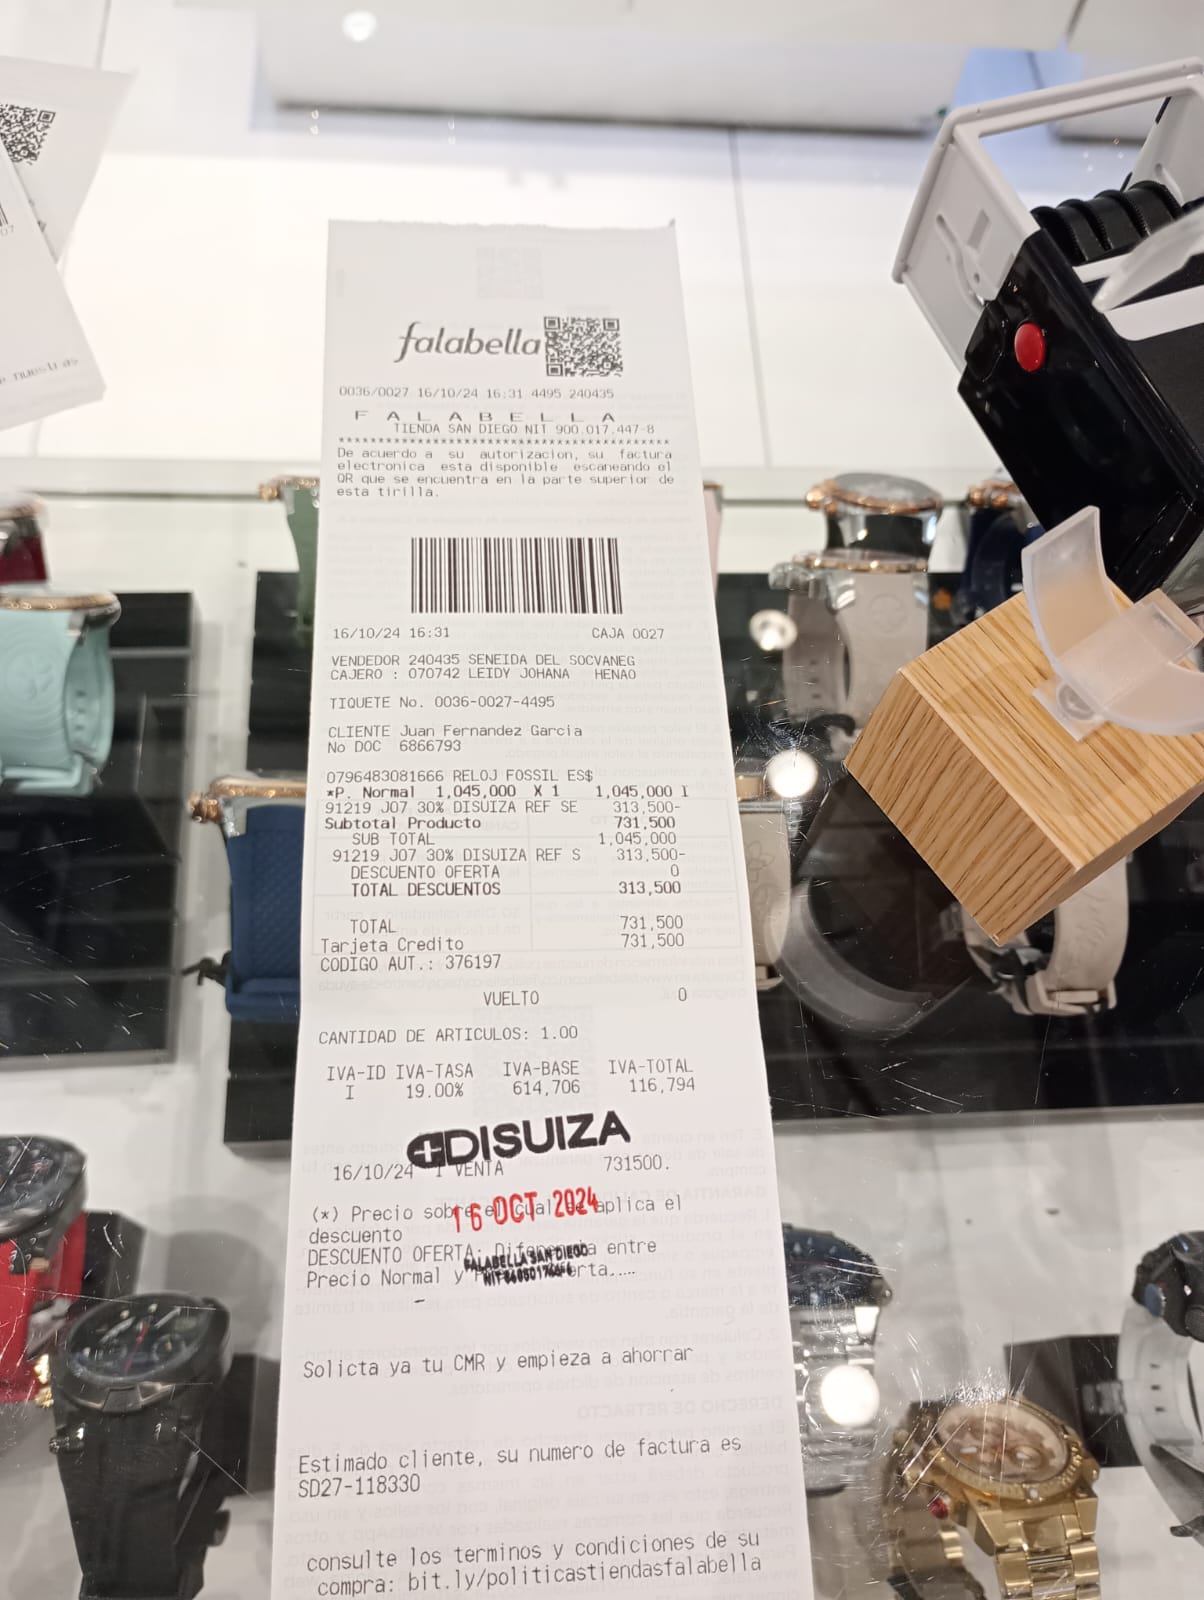 falabella
0036/0027 16/10/24 16:31 4495 240435
F A L A B E L L A
TIENDA SAN DIEGO NIT 900.017.447-8
******************************************
De acuerdo a su autorizacion, su factura
electronica esta disponible escaneando el
QR que se encuentra en la parte superior de
esta tirilla.
16/10/24 16:31 CAJA 0027
VENDEDOR 240435 SENEIDA DEL SOCVANEG
CAJERO : 070742 LEIDY JOHANA HENAO
TIQUETE No. 0036-0027-4495
CLIENTE Juan Fernandez Garcia
No DOC 6866793
0796483081666 RELOJ FOSSIL ES$
*P. Normal 1,045,000 X 1 1,045,000 I
91219 J07 30% DISUIZA REF SE 313,500-
Subtotal Producto 731,500
SUB TOTAL 1,045,000
91219 J07 30% DISUIZA REF S 313,500-
DESCUENTO OFERTA 0
TOTAL DESCUENTOS 313,500
TOTAL 731,500
Tarjeta Credito 731,500
CODIGO AUT.: 376197
VUELTO 0
CANTIDAD DE ARTICULOS: 1.00
IVA-ID IVA-TASA IVA-BASE IVA-TOTAL
I 19.00% 614,706 116,794
DISUIZA
16/10/24 1 VENTA 731500.
(*) Precio sobre el cual se aplica el
16 OCT 2024
descuento
DESCUENTO OFERTA: Diferencia entre
FALABELLA SAN DIEGO
Precio Normal y
NIT
Solicta ya tu CMR y empieza a ahorrar
Estimado cliente, su numero de factura es
SD27-118330
consulte los terminos y condiciones de su
compra: bit.ly/politicastiendasfalabella